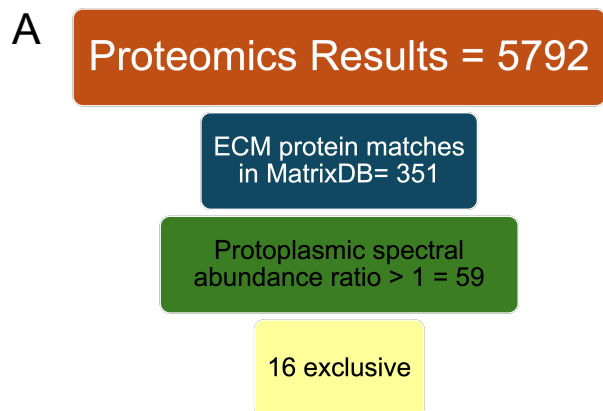 A
Proteomics Results = 5792
ECM protein matches
in MatrixDB= 351
Protoplasmic spectral
abundance ratio > 1 = 59
16 exclusive